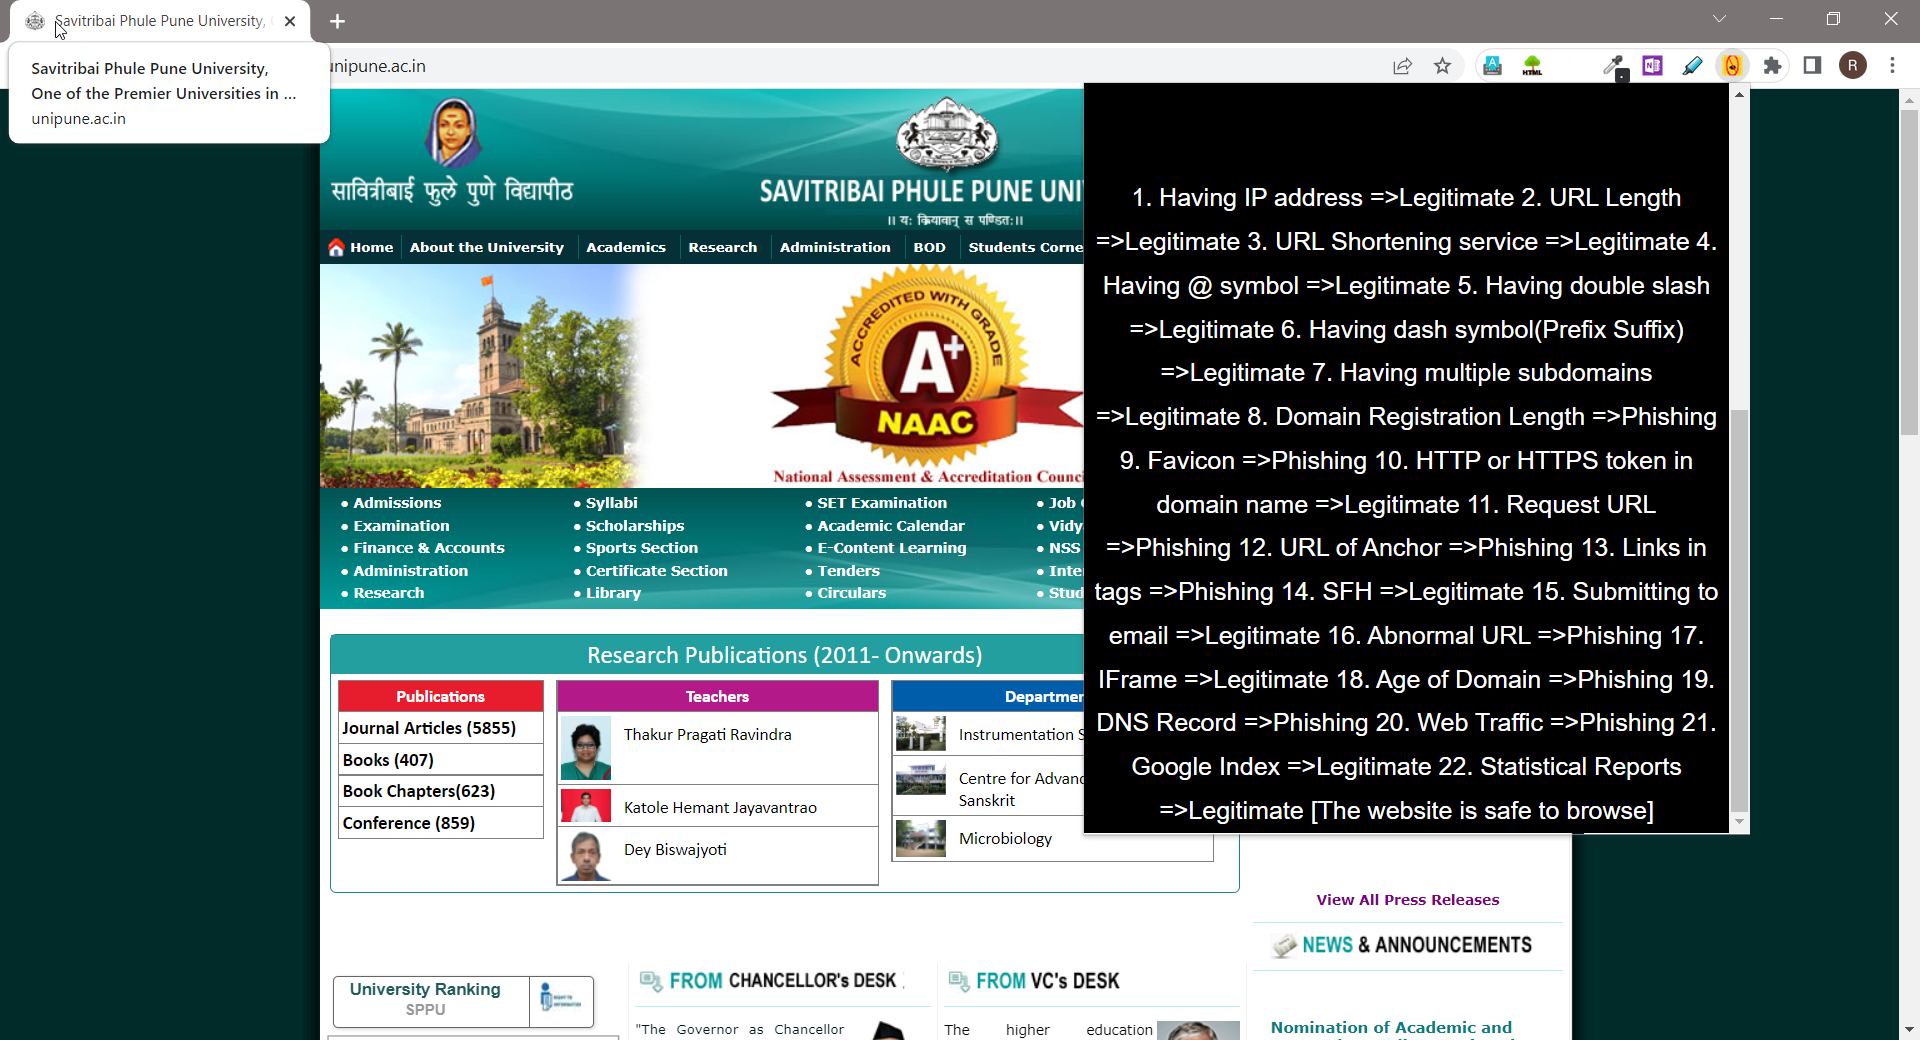 Savitribai Phule Pune University,
Savitribai Phule Pune University,
One of the Premier Universities in ...
unipune.ac.in
unipune.ac.in
HTML
R
सावित्रीबाई फुले पुणे विद्यापीठ
SAVITRIBAI PHULE PUNE UNI
॥ यः क्रियावान् स पण्डितः॥
Home
About the University
Academics
Research
Administration
BOD
Students Corne
ACCREDITED WITH GRADE
A+
NAAC
National Assessment & Accreditation Counc
• Admissions
• Examination
• Finance & Accounts
• Administration
• Research
• Syllabi
• Scholarships
• Sports Section
• Certificate Section
• Library
• SET Examination
• Academic Calendar
• E-Content Learning
• Tenders
• Circulars
• Job
• Vidy
• NSS
• Inte
• Stud
Research Publications (2011- Onwards)
Publications
Journal Articles (5855)
Books (407)
Book Chapters(623)
Conference (859)
Teachers
Thakur Pragati Ravindra
Katole Hemant Jayavantrao
Dey Biswajyoti
Departmen
Instrumentation S
Centre for Advanc
Sanskrit
Microbiology
1. Having IP address =>Legitimate 2. URL Length
=>Legitimate 3. URL Shortening service =>Legitimate 4.
Having @ symbol =>Legitimate 5. Having double slash
=>Legitimate 6. Having dash symbol(Prefix Suffix)
=>Legitimate 7. Having multiple subdomains
=>Legitimate 8. Domain Registration Length =>Phishing
9. Favicon =>Phishing 10. HTTP or HTTPS token in
domain name =>Legitimate 11. Request URL
=>Phishing 12. URL of Anchor =>Phishing 13. Links in
tags =>Phishing 14. SFH =>Legitimate 15. Submitting to
email =>Legitimate 16. Abnormal URL =>Phishing 17.
IFrame =>Legitimate 18. Age of Domain =>Phishing 19.
DNS Record =>Phishing 20. Web Traffic =>Phishing 21.
Google Index =>Legitimate 22. Statistical Reports
=>Legitimate [The website is safe to browse]
View All Press Releases
NEWS & ANNOUNCEMENTS
Nomination of Academic and
University Ranking
SPPU
FROM CHANCELLOR's DESK
"The Governor as Chancellor
FROM VC's DESK
The higher education